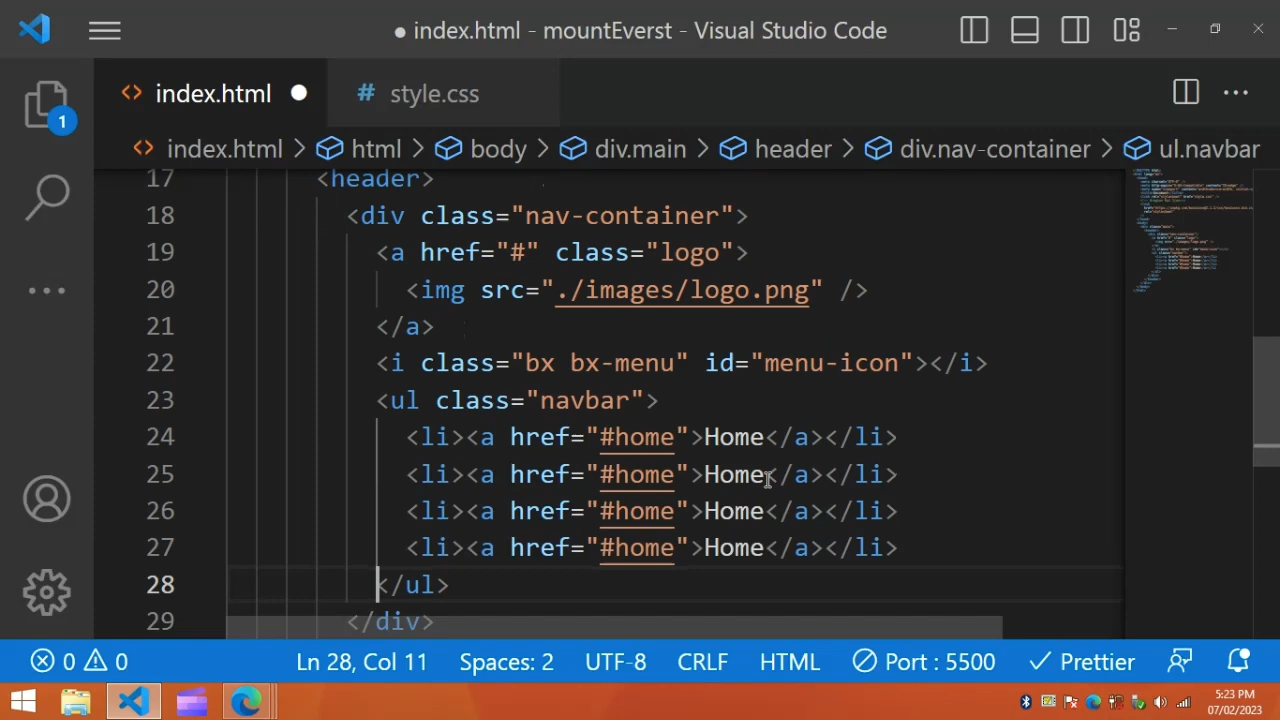 ● index.html - mountEverst - Visual Studio Code
index.html ●
# style.css
1
index.html > html > body > div.main > header > div.nav-container > ul.navbar
17 <header>
18 <div class="nav-container">
19 <a href="#" class="logo">
20 <img src="./images/logo.png" />
21 </a>
22 <i class="bx bx-menu" id="menu-icon"></i>
23 <ul class="navbar">
24 <li><a href="#home">Home</a></li>
25 <li><a href="#home">Home</a></li>
26 <li><a href="#home">Home</a></li>
27 <li><a href="#home">Home</a></li>
28 </ul>
29 </div>
0 0 Ln 28, Col 11 Spaces: 2 UTF-8 CRLF HTML Port : 5500 Prettier
5:23 PM
07/02/2023